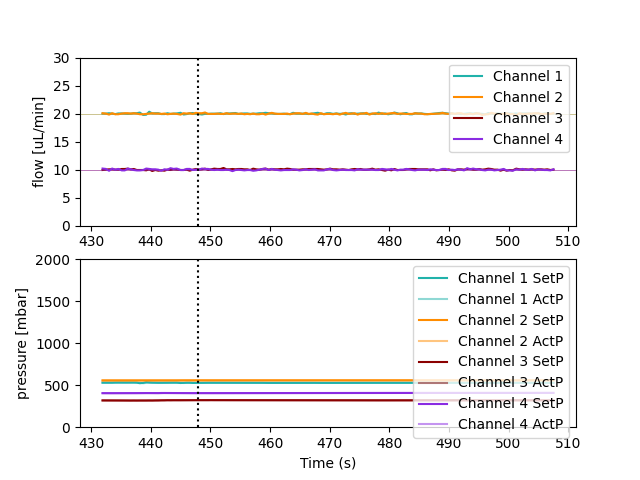 30
25
20
15
10
5
0
flow [uL/min]
Channel 1
Channel 2
Channel 3
Channel 4
430 440 450 460 470 480 490 500 510
2000
1500
1000
500
0
pressure [mbar]
Channel 1 SetP
Channel 1 ActP
Channel 2 SetP
Channel 2 ActP
Channel 3 SetP
Channel 3 ActP
Channel 4 SetP
Channel 4 ActP
430 440 450 460 470 480 490 500 510
Time (s)